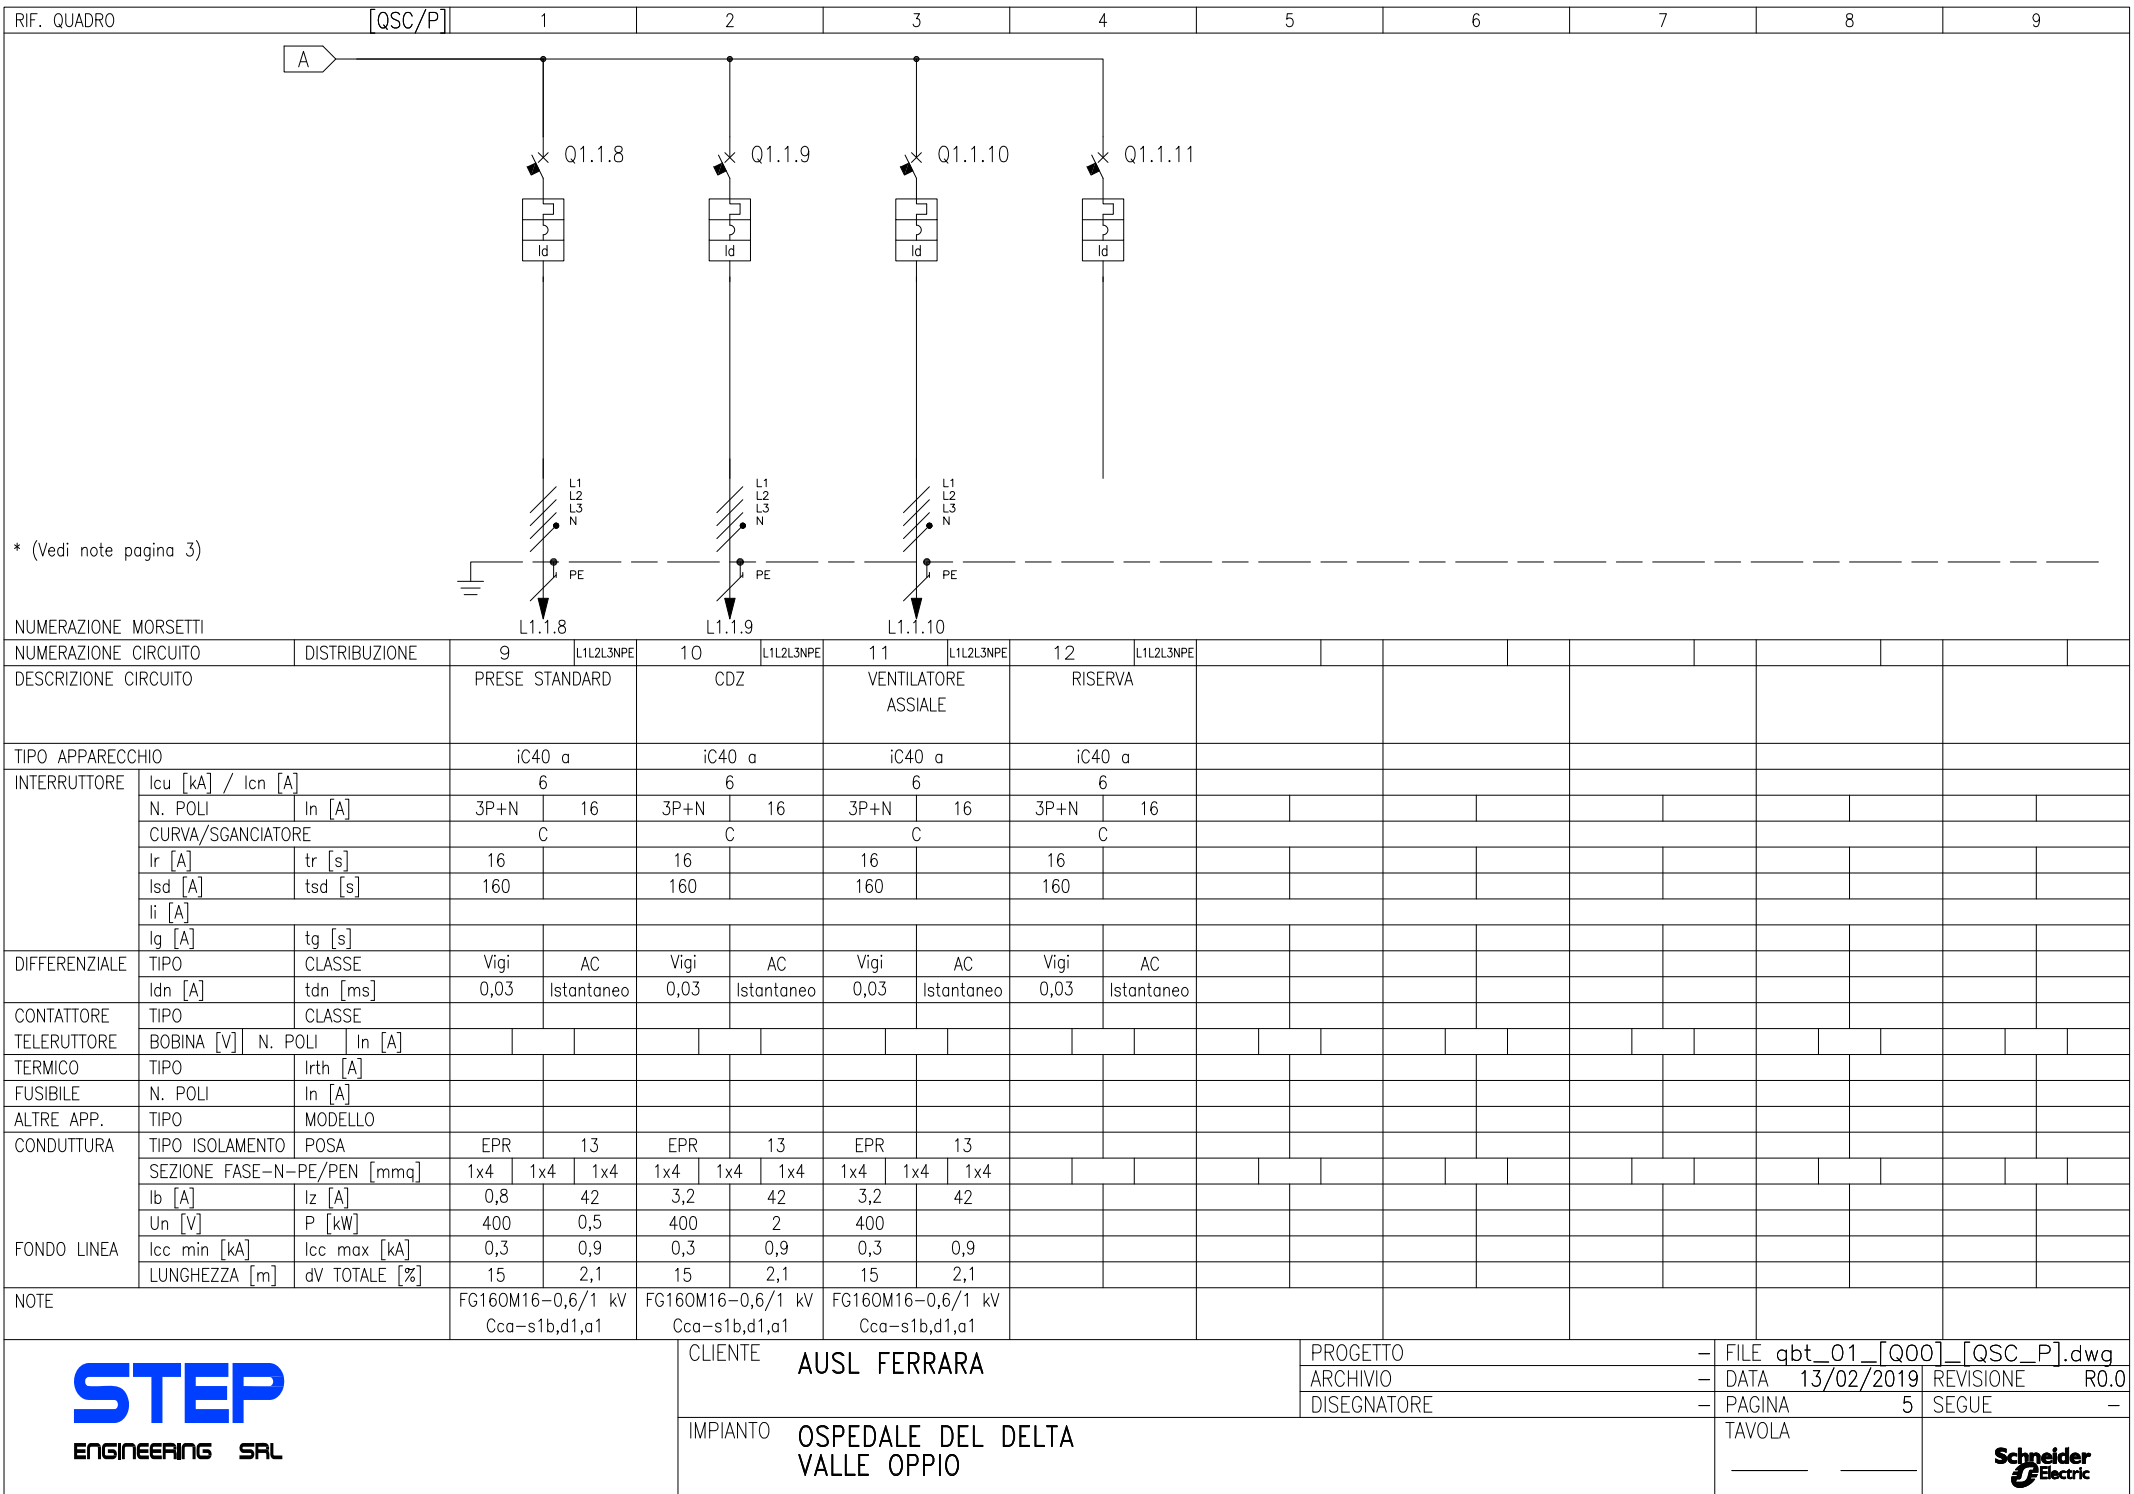 RIF. QUADRO [QSC/P] 1 2 3 4 5 6 7 8 9
A
Q1.1.8 Q1.1.9 Q1.1.10 Q1.1.11
Id Id Id Id
L1 L1 L1
L2 L2 L2
L3 L3 L3
N N N
* (Vedi note pagina 3)
PE PE PE
NUMERAZIONE MORSETTI L1.1.8 L1.1.9 L1.1.10
NUMERAZIONE CIRCUITO DISTRIBUZIONE 9 L1L2L3NPE 10 L1L2L3NPE 11 L1L2L3NPE 12 L1L2L3NPE
DESCRIZIONE CIRCUITO PRESE STANDARD CDZ VENTILATORE RISERVA
ASSIALE
TIPO APPARECCHIO iC40 a iC40 a iC40 a iC40 a
INTERRUTTORE Icu [kA] / Icn [A] 6 6 6 6
N. POLI In [A] 3P+N 16 3P+N 16 3P+N 16 3P+N 16
CURVA/SGANCIATORE C C C C
Ir [A] tr [s] 16 16 16 16
Isd [A] tsd [s] 160 160 160 160
Ii [A]
Ig [A] tg [s]
DIFFERENZIALE TIPO CLASSE Vigi AC Vigi AC Vigi AC Vigi AC
Idn [A] tdn [ms] 0,03 Istantaneo 0,03 Istantaneo 0,03 Istantaneo 0,03 Istantaneo
CONTATTORE TIPO CLASSE
TELERUTTORE BOBINA [V] N. POLI In [A]
TERMICO TIPO Irth [A]
FUSIBILE N. POLI In [A]
ALTRE APP. TIPO MODELLO
CONDUTTURA TIPO ISOLAMENTO POSA EPR 13 EPR 13 EPR 13
SEZIONE FASE-N-PE/PEN [mmq] 1x4 1x4 1x4 1x4 1x4 1x4 1x4 1x4 1x4
Ib [A] Iz [A] 0,8 42 3,2 42 3,2 42
Un [V] P [kW] 400 0,5 400 2 400
FONDO LINEA Icc min [kA] Icc max [kA] 0,3 0,9 0,3 0,9 0,3 0,9
LUNGHEZZA [m] dV TOTALE [%] 15 2,1 15 2,1 15 2,1
NOTE FG16OM16-0,6/1 kV FG16OM16-0,6/1 kV FG16OM16-0,6/1 kV
Cca-s1b,d1,a1 Cca-s1b,d1,a1 Cca-s1b,d1,a1
STEP
ENGINEERING SRL
CLIENTE AUSL FERRARA
IMPIANTO OSPEDALE DEL DELTA
VALLE OPPIO
PROGETTO - FILE qbt_01_[Q00]_[QSC_P].dwg
ARCHIVIO - DATA 13/02/2019 REVISIONE R0.0
DISEGNATORE - PAGINA 5 SEGUE -
TAVOLA
Schneider
Electric